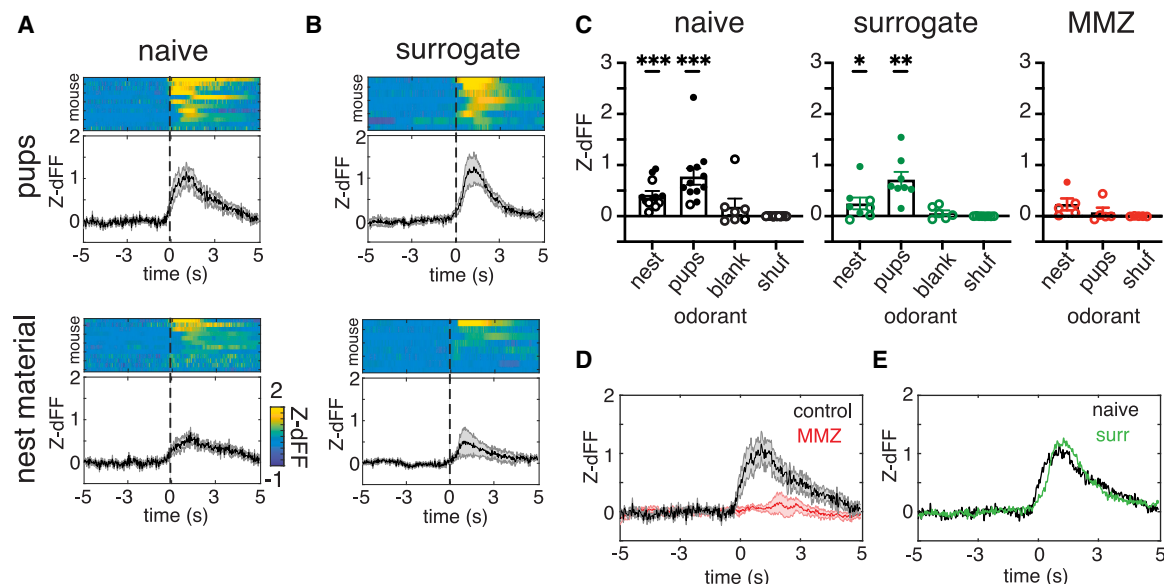 A
naive
pups
mouse
Z-dFF
2
1
0
-5 -3 0 3 5
time (s)
nest material
mouse
Z-dFF
2
1
0
-5 -3 0 3 5
time (s)
2
Z-dFF
-1
B
surrogate
-5 -3 0 3 5
time (s)
-5 -3 0 3 5
time (s)
C
naive
*** ***
Z-dFF
3
2
1
0
nest pups blank shuf
odorant
surrogate
* **
3
2
1
0
nest pups blank shuf
odorant
MMZ
3
2
1
0
nest pups shuf
odorant
D
control
MMZ
Z-dFF
2
1
0
-5 -3 0 3 5
time (s)
E
naive
surr
Z-dFF
2
1
0
-5 -3 0 3 5
time (s)